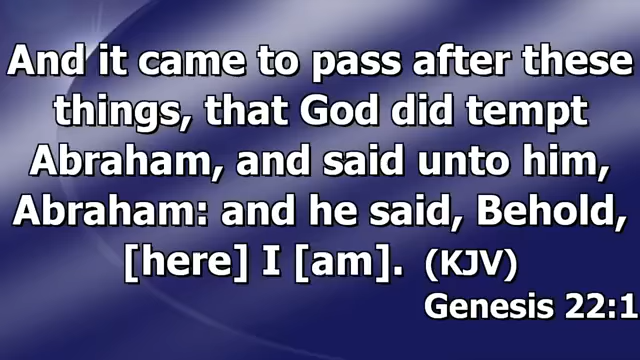 And it came to pass after these
things, that God did tempt
Abraham, and said unto him,
Abraham: and he said, Behold,
[here] I [am]. (KJV)
Genesis 22:1